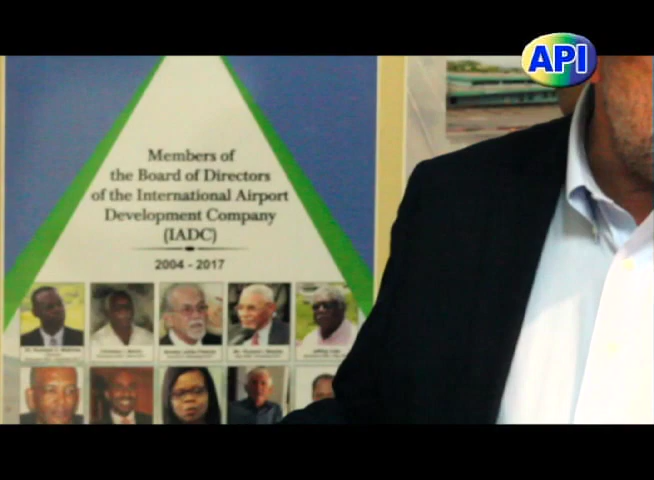 API
Members of
the Board of Directors
of the International Airport
Development Company
(IADC)
2004 - 2017